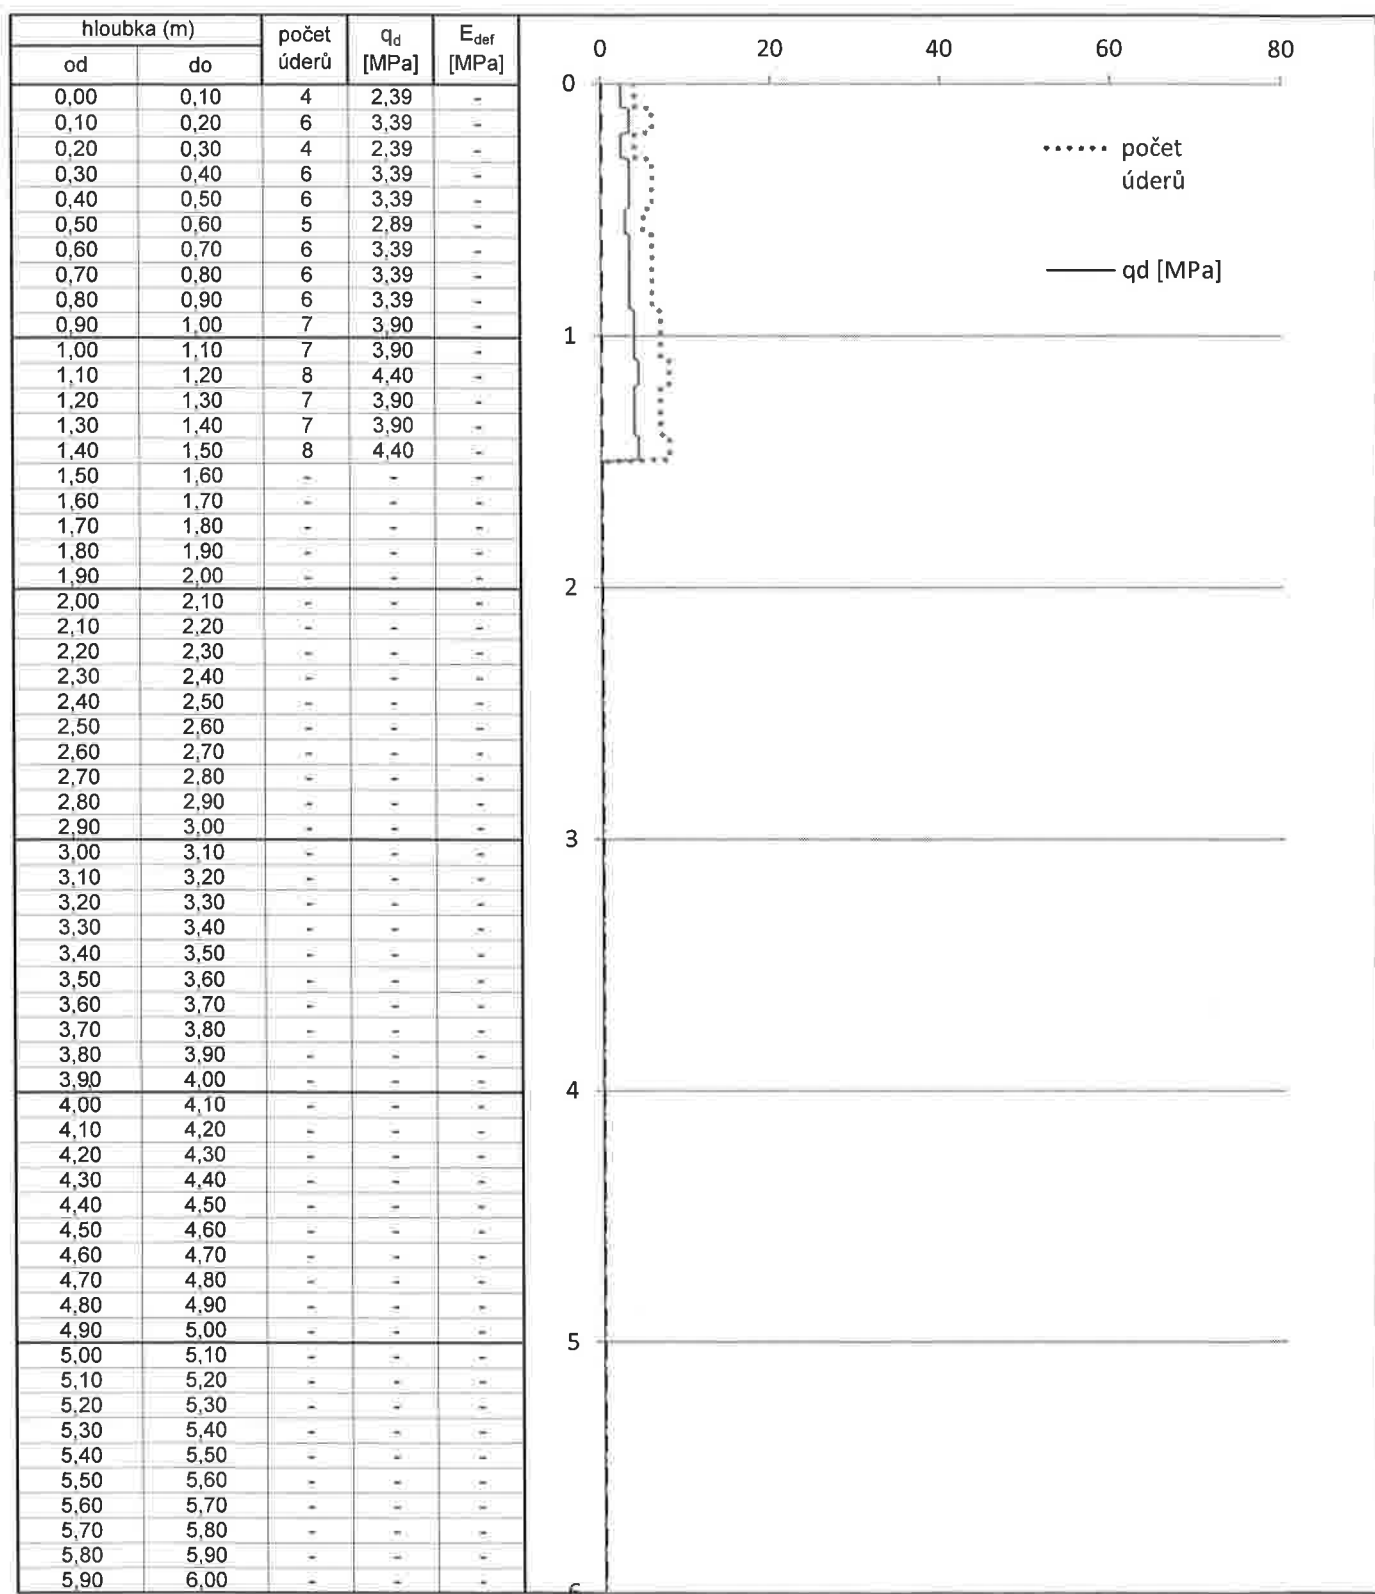 hloubka (m) počet úderů qd [MPa] Edef [MPa]
od do
0,00 0,10 4 2,39 -
0,10 0,20 6 3,39 -
0,20 0,30 4 2,39 -
0,30 0,40 6 3,39 -
0,40 0,50 6 3,39 -
0,50 0,60 5 2,89 -
0,60 0,70 6 3,39 -
0,70 0,80 6 3,39 -
0,80 0,90 6 3,39 -
0,90 1,00 7 3,90 -
1,00 1,10 7 3,90 -
1,10 1,20 8 4,40 -
1,20 1,30 7 3,90 -
1,30 1,40 7 3,90 -
1,40 1,50 8 4,40 -
1,50 1,60 - - -
1,60 1,70 - - -
1,70 1,80 - - -
1,80 1,90 - - -
1,90 2,00 - - -
2,00 2,10 - - -
2,10 2,20 - - -
2,20 2,30 - - -
2,30 2,40 - - -
2,40 2,50 - - -
2,50 2,60 - - -
2,60 2,70 - - -
2,70 2,80 - - -
2,80 2,90 - - -
2,90 3,00 - - -
3,00 3,10 - - -
3,10 3,20 - - -
3,20 3,30 - - -
3,30 3,40 - - -
3,40 3,50 - - -
3,50 3,60 - - -
3,60 3,70 - - -
3,70 3,80 - - -
3,80 3,90 - - -
3,90 4,00 - - -
4,00 4,10 - - -
4,10 4,20 - - -
4,20 4,30 - - -
4,30 4,40 - - -
4,40 4,50 - - -
4,50 4,60 - - -
4,60 4,70 - - -
4,70 4,80 - - -
4,80 4,90 - - -
4,90 5,00 - - -
5,00 5,10 - - -
5,10 5,20 - - -
5,20 5,30 - - -
5,30 5,40 - - -
5,40 5,50 - - -
5,50 5,60 - - -
5,60 5,70 - - -
5,70 5,80 - - -
5,80 5,90 - - -
5,90 6,00 - - -
0 20 40 60 80
0
počet
úderů
qd [MPa]
1
2
3
4
5
6